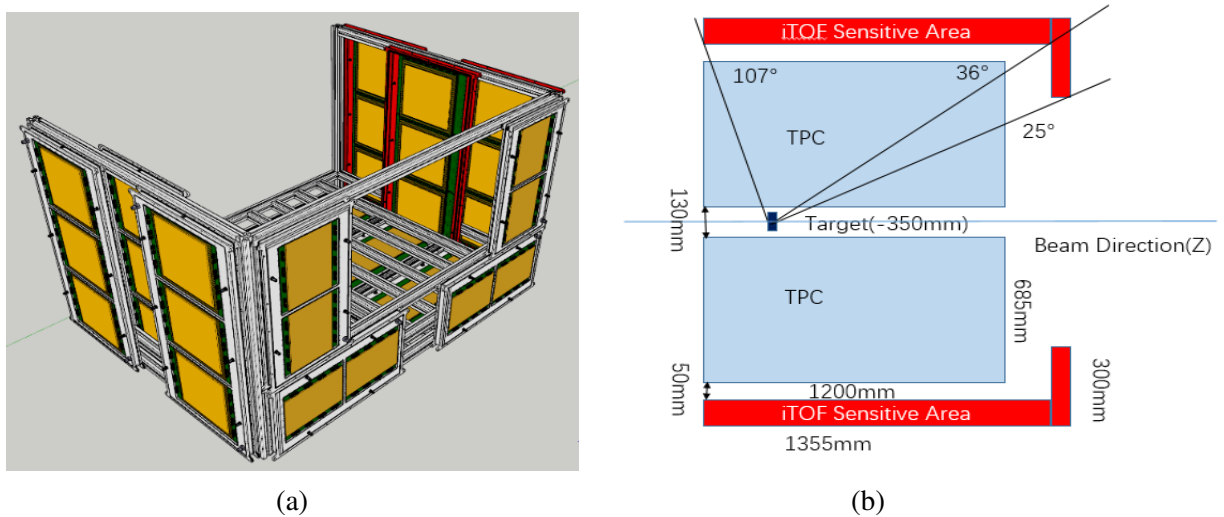 iTOF Sensitive Area
107°
36°
TPC
25°
130mm
Target(-350mm)
Beam Direction(Z)
TPC
685mm
50mm
1200mm
300mm
iTOF Sensitive Area
1355mm
(a)
(b)